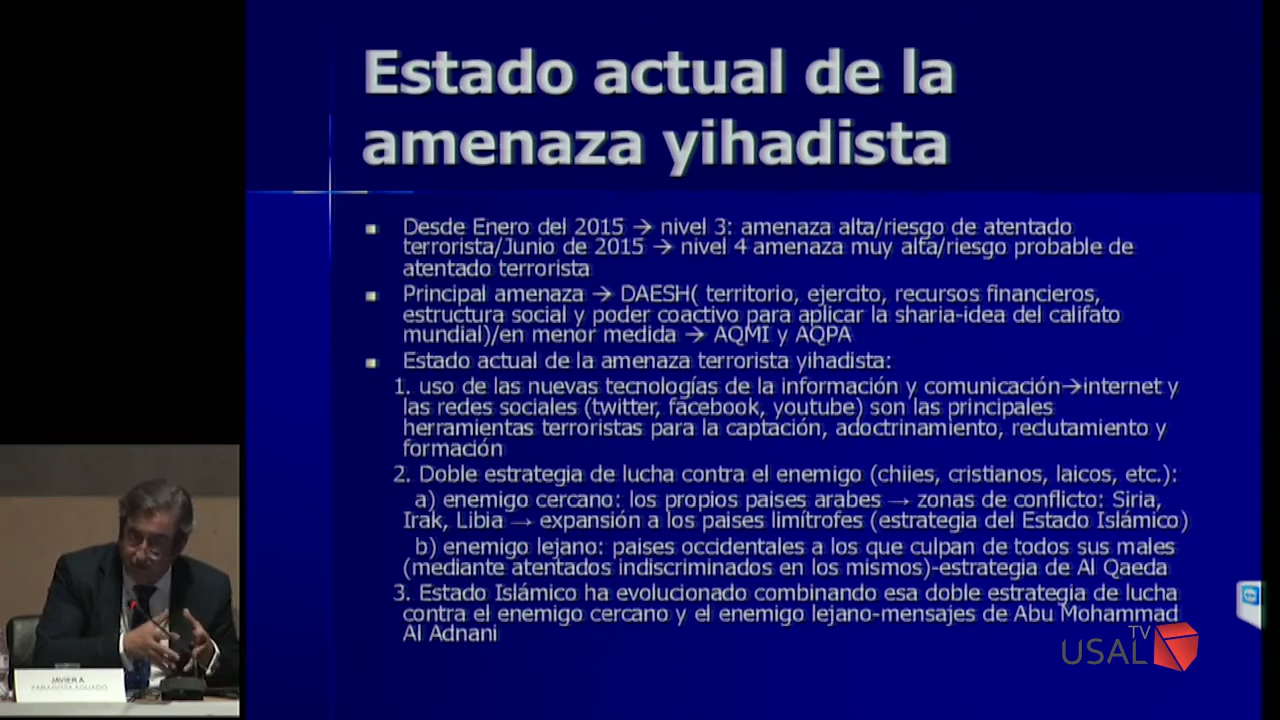 Estado actual de la
amenaza yihadista
Desde Enero del 2015 → nivel 3: amenaza alta/riesgo de atentado
terrorista/Junio de 2015 → nivel 4 amenaza muy alta/riesgo probable de
atentado terrorista
Principal amenaza → DAESH( territorio, ejercito, recursos financieros,
estructura social y poder coactivo para aplicar la sharia-idea del califato
mundial)/en menor medida → AQMI y AQPA
Estado actual de la amenaza terrorista yihadista:
1. uso de las nuevas tecnologías de la información y comunicación→internet y
las redes sociales (twitter, facebook, youtube) son las principales
herramientas terroristas para la captación, adoctrinamiento, reclutamiento y
formación
2. Doble estrategia de lucha contra el enemigo (chiies, cristianos, laicos, etc.):
a) enemigo cercano: los propios paises arabes → zonas de conflicto: Siria,
Irak, Libia → expansión a los paises limítrofes (estrategia del Estado Islámico)
b) enemigo lejano: paises occidentales a los que culpan de todos sus males
(mediante atentados indiscriminados en los mismos)-estrategia de Al Qaeda
3. Estado Islámico ha evolucionado combinando esa doble estrategia de lucha
contra el enemigo cercano y el enemigo lejano-mensajes de Abu Mohammad
Al Adnani
JAVIER A.
ZARAGOZA AGUADO
USAL TV